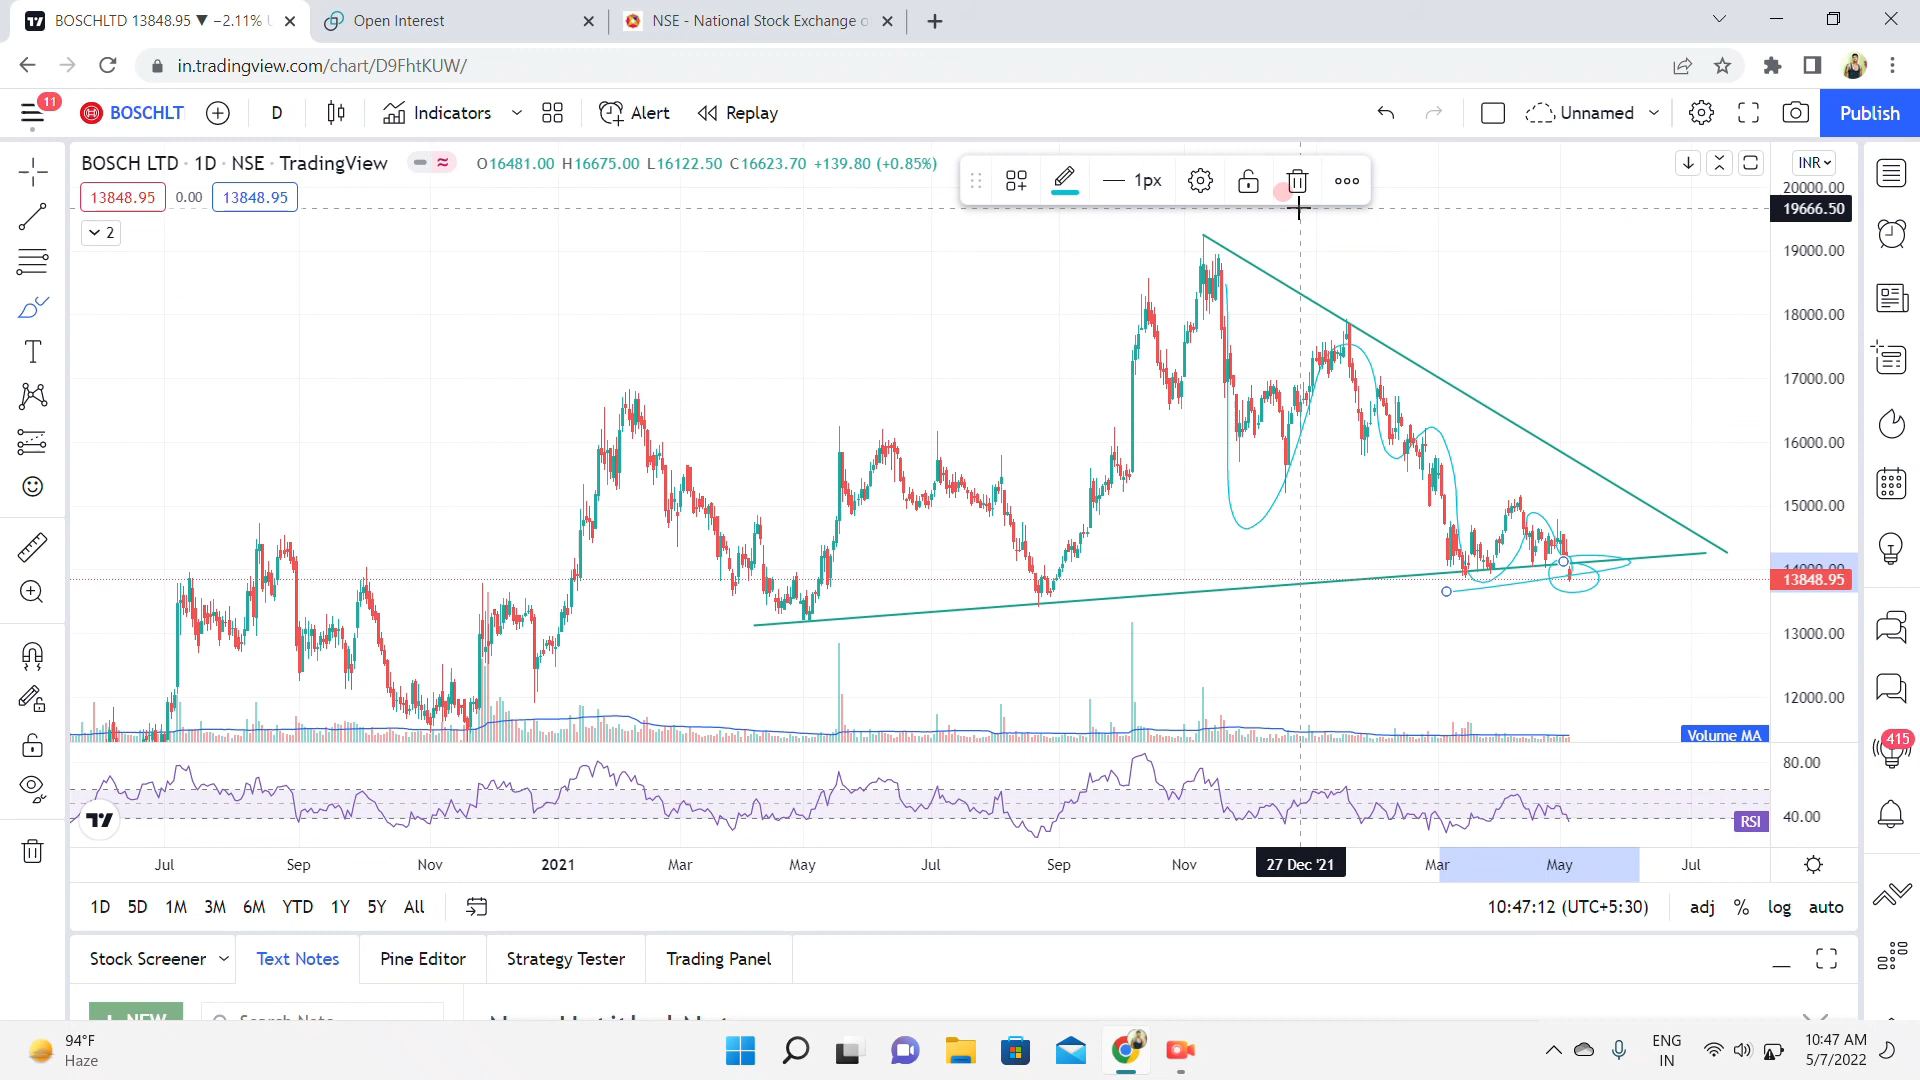 BOSCHLTD 13848.95 ▼ −2.11%
Open Interest
NSE - National Stock Exchange o
in.tradingview.com/chart/D9FhtKUW/
11
BOSCHLT
D
Indicators
Alert
Replay
Unnamed
Publish
BOSCH LTD · 1D · NSE · TradingView
O16481.00 H16675.00 L16122.50 C16623.70 +139.80 (+0.85%)
1px
INR
13848.95
0.00
13848.95
2
20000.00
19666.50
19000.00
18000.00
17000.00
16000.00
15000.00
14000.00
13848.95
13000.00
12000.00
Volume MA
80.00
40.00
RSI
415
Jul
Sep
Nov
2021
Mar
May
Jul
Sep
Nov
27 Dec '21
Mar
May
Jul
1D 5D 1M 3M 6M YTD 1Y 5Y All
10:47:12 (UTC+5:30)
adj % log auto
Stock Screener
Text Notes
Pine Editor
Strategy Tester
Trading Panel
+ NEW
Search Note
94°F
Haze
ENG
IN
10:47 AM
5/7/2022